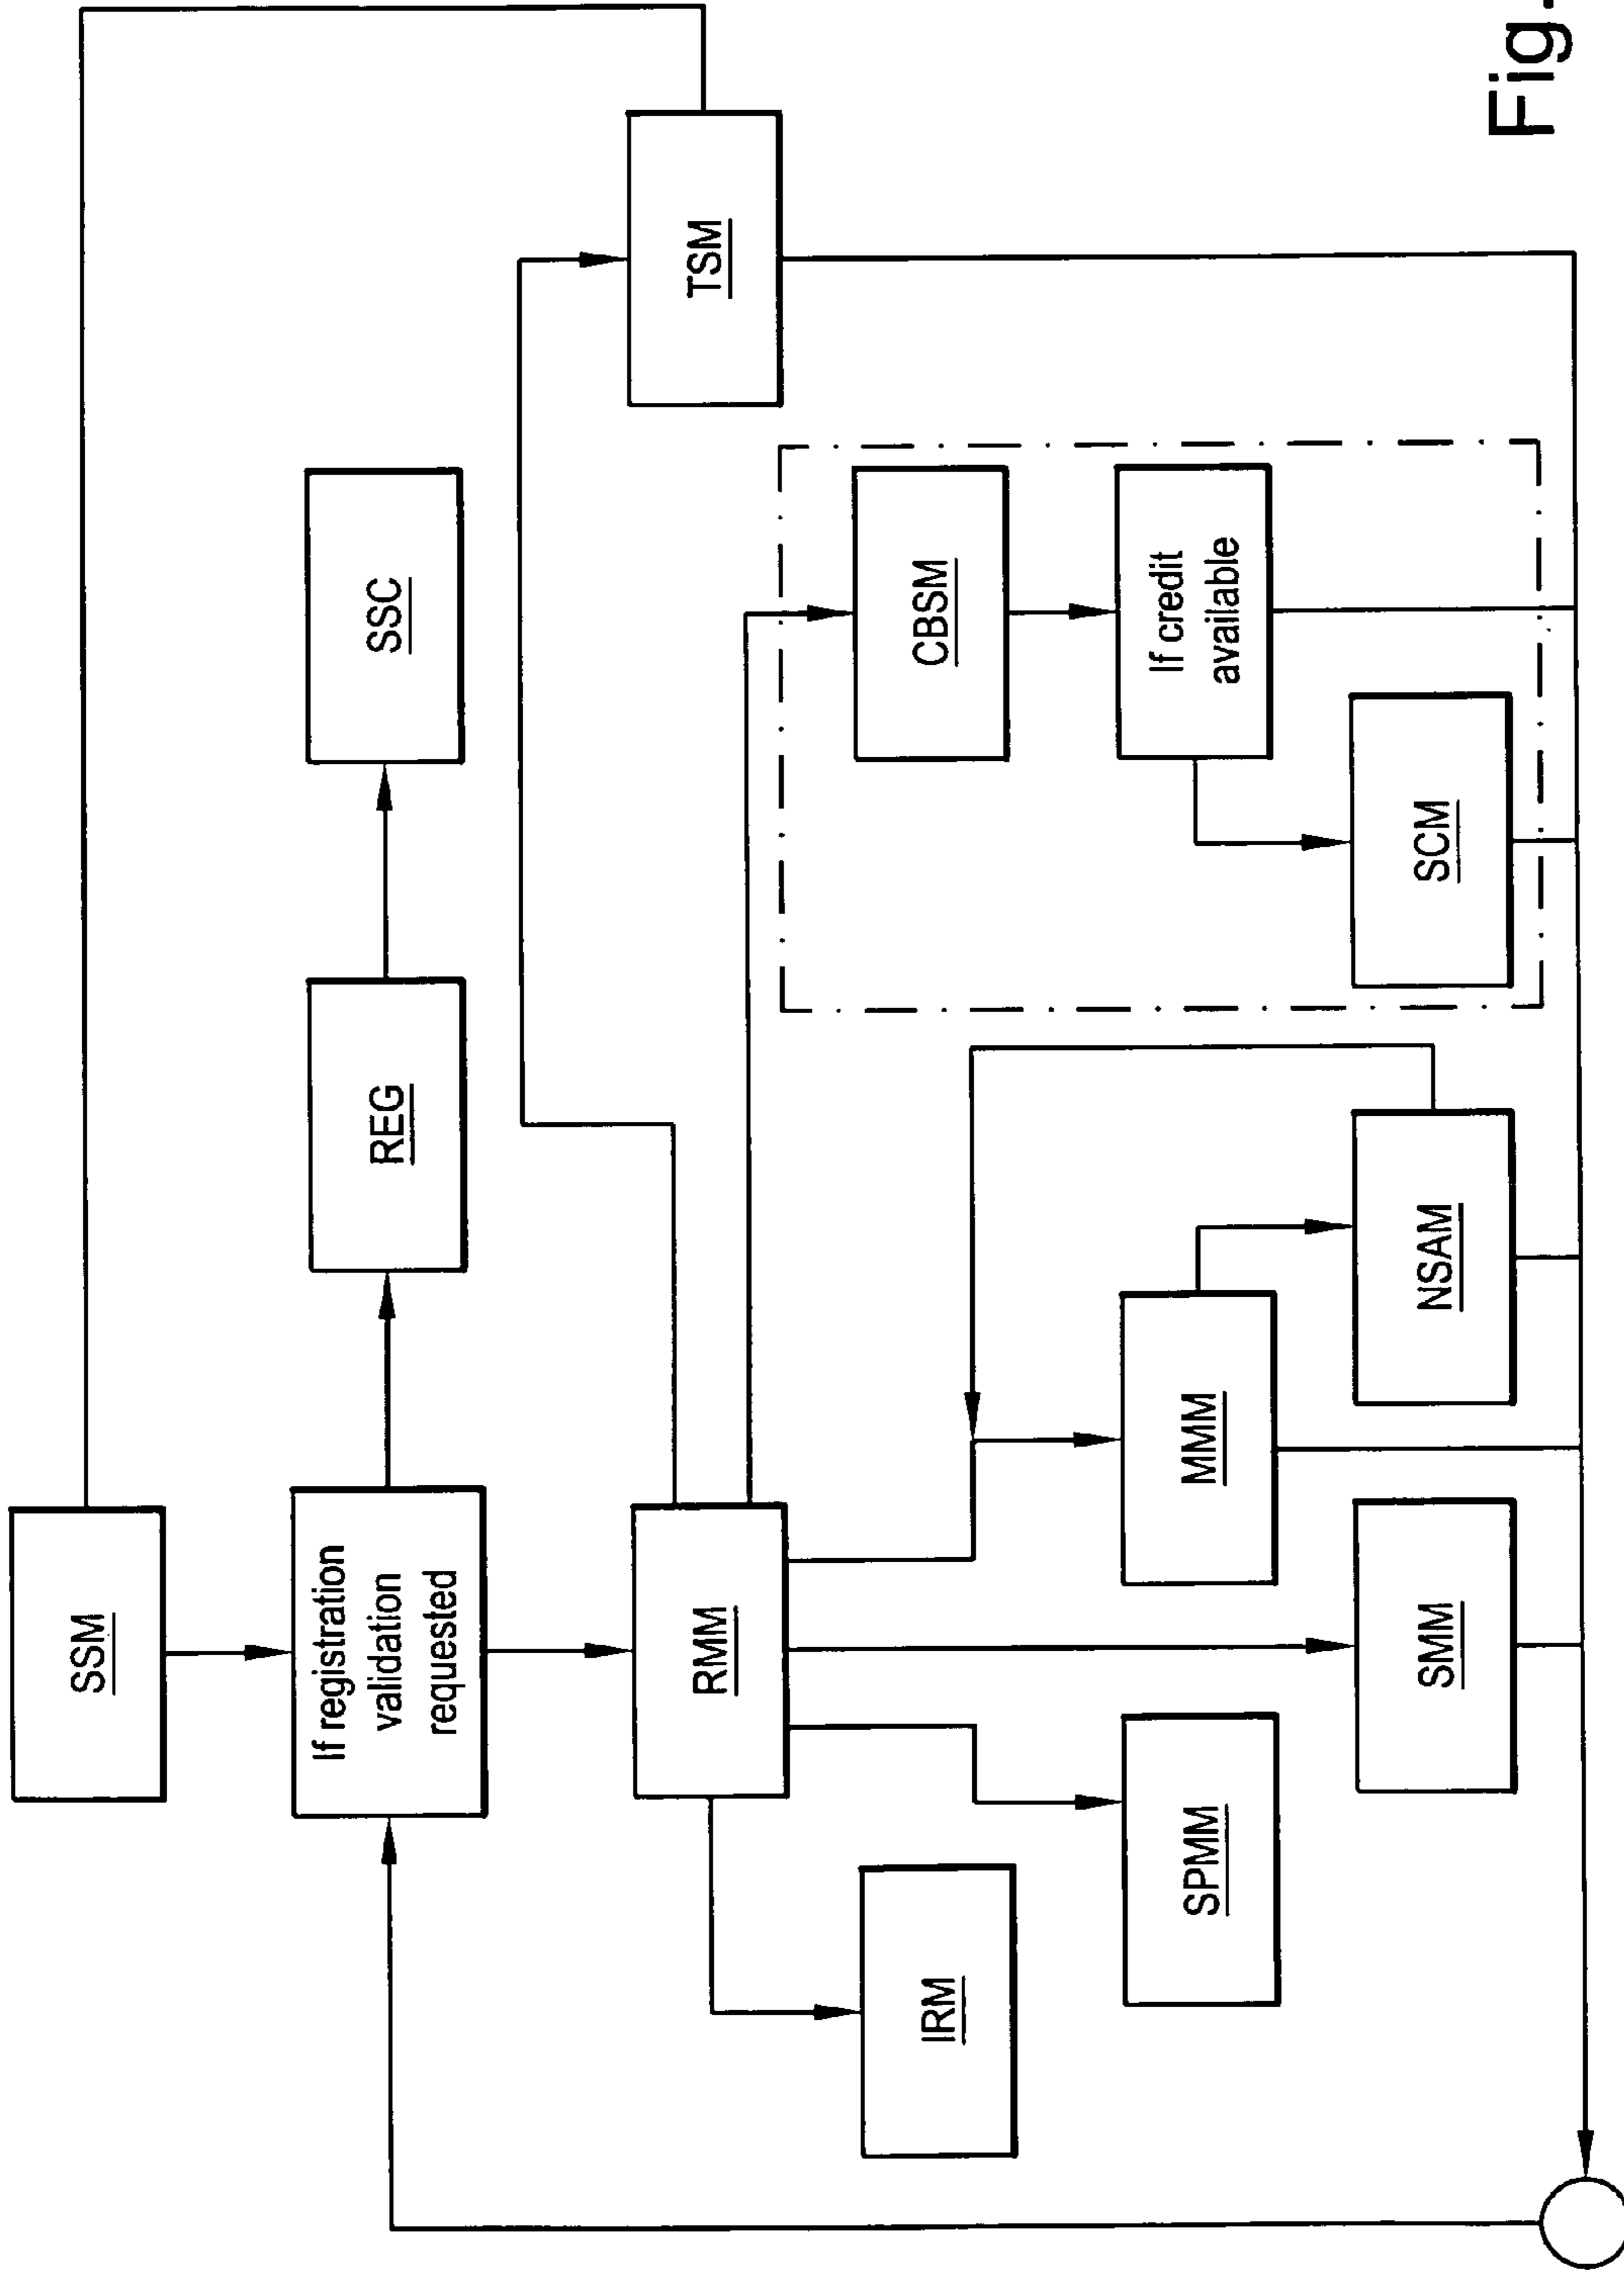 SSM
If registration
validation
requested
REG
SSC
RMM
TSM
IRM
CBSM
SPMM
MMM
If credit
available
SMM
NSAM
SCM
Fig.